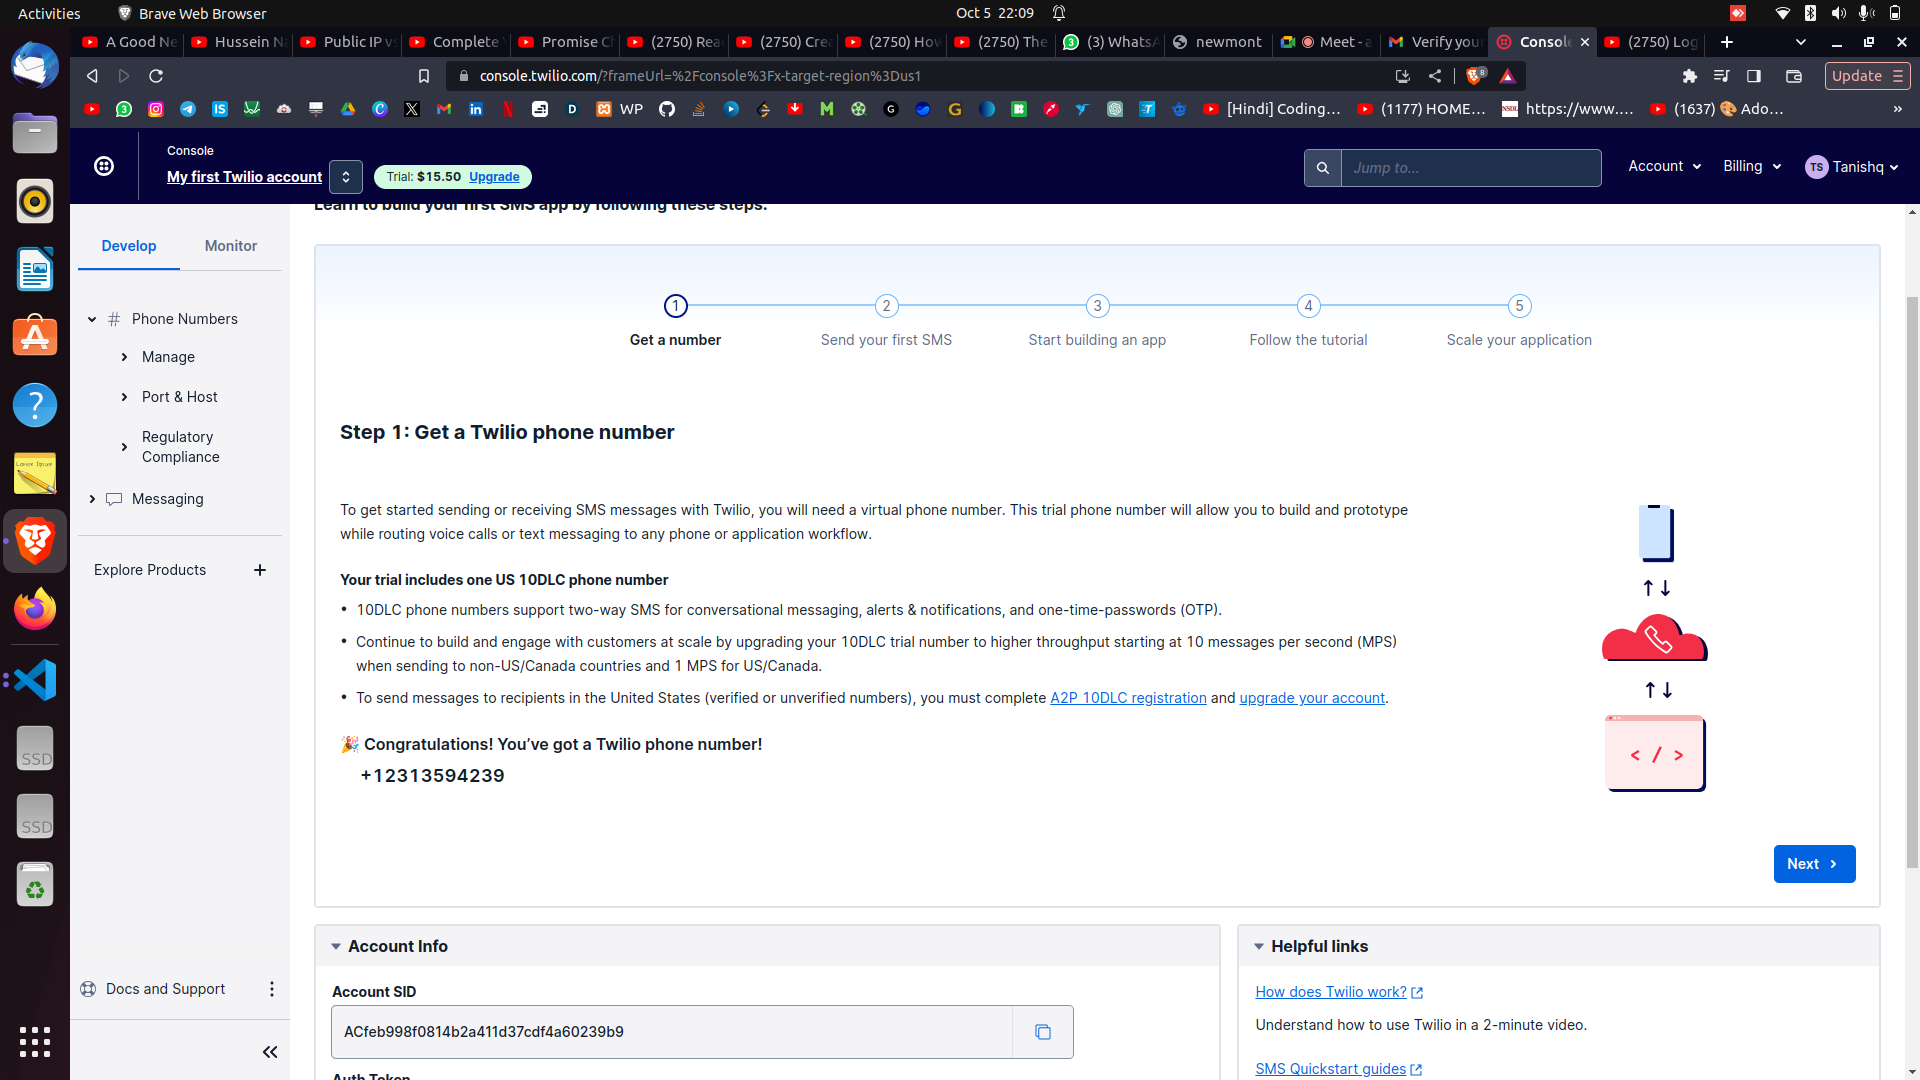 Activities
Brave Web Browser
Oct 5 22:09
A Good Ne
Hussein N
Public IP v
Complete
Promise C
(2750) Rea
(2750) Cre
(2750) Hov
(2750) The
(3) WhatsA
newmont
Meet - a
Verify your
Console
(2750) Log
console.twilio.com/?frameUrl=%2Fconsole%3Fx-target-region%3Dus1
8
Update
WP
[Hindi] Coding...
(1177) HOME...
https://www....
(1637) 🎨 Ado...
Console
My first Twilio account
Trial: $15.50 Upgrade
Jump to...
Account
Billing
TS Tanishq
Learn to build your first SMS app by following these steps.
Develop
Monitor
Phone Numbers
Manage
Port & Host
Regulatory
Compliance
Messaging
Explore Products
Docs and Support
1
2
3
4
5
Get a number
Send your first SMS
Start building an app
Follow the tutorial
Scale your application
Step 1: Get a Twilio phone number
To get started sending or receiving SMS messages with Twilio, you will need a virtual phone number. This trial phone number will allow you to build and prototype
while routing voice calls or text messaging to any phone or application workflow.
Your trial includes one US 10DLC phone number
• 10DLC phone numbers support two-way SMS for conversational messaging, alerts & notifications, and one-time-passwords (OTP).
• Continue to build and engage with customers at scale by upgrading your 10DLC trial number to higher throughput starting at 10 messages per second (MPS)
when sending to non-US/Canada countries and 1 MPS for US/Canada.
• To send messages to recipients in the United States (verified or unverified numbers), you must complete A2P 10DLC registration and upgrade your account.
🎉 Congratulations! You’ve got a Twilio phone number!
+12313594239
< / >
Next
Account Info
Account SID
ACfeb998f0814b2a411d37cdf4a60239b9
Auth Token
Helpful links
How does Twilio work?
Understand how to use Twilio in a 2-minute video.
SMS Quickstart guides
SSD
SSD